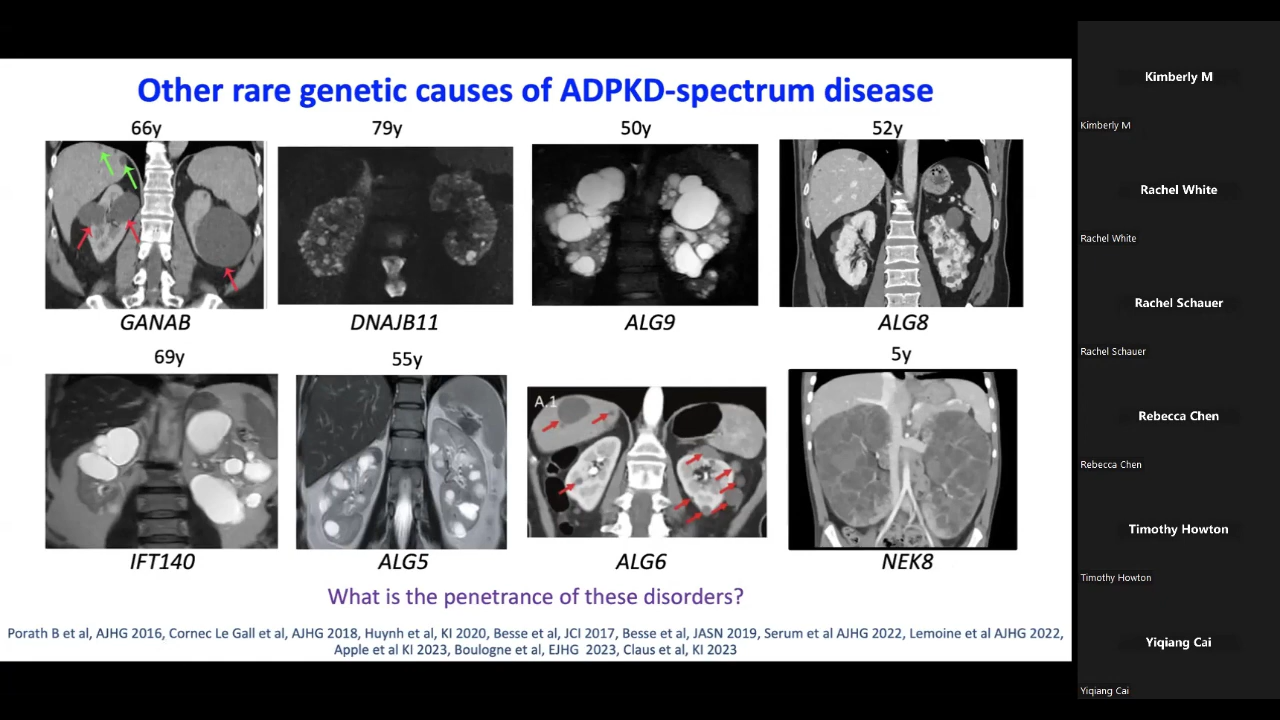 Other rare genetic causes of ADPKD-spectrum disease
66y 79y 50y 52y
GANAB DNAJB11 ALG9 ALG8
69y 55y 5y
A.1
IFT140 ALG5 ALG6 NEK8
What is the penetrance of these disorders?
Porath B et al, AJHG 2016, Cornec Le Gall et al, AJHG 2018, Huynh et al, KI 2020, Besse et al, JCI 2017, Besse et al, JASN 2019, Serum et al AJHG 2022, Lemoine et al AJHG 2022,
Apple et al KI 2023, Boulogne et al, EJHG 2023, Claus et al, KI 2023
Kimberly M
Kimberly M
Rachel White
Rachel White
Rachel Schauer
Rachel Schauer
Rebecca Chen
Rebecca Chen
Timothy Howton
Timothy Howton
Yiqiang Cai
Yiqiang Cai